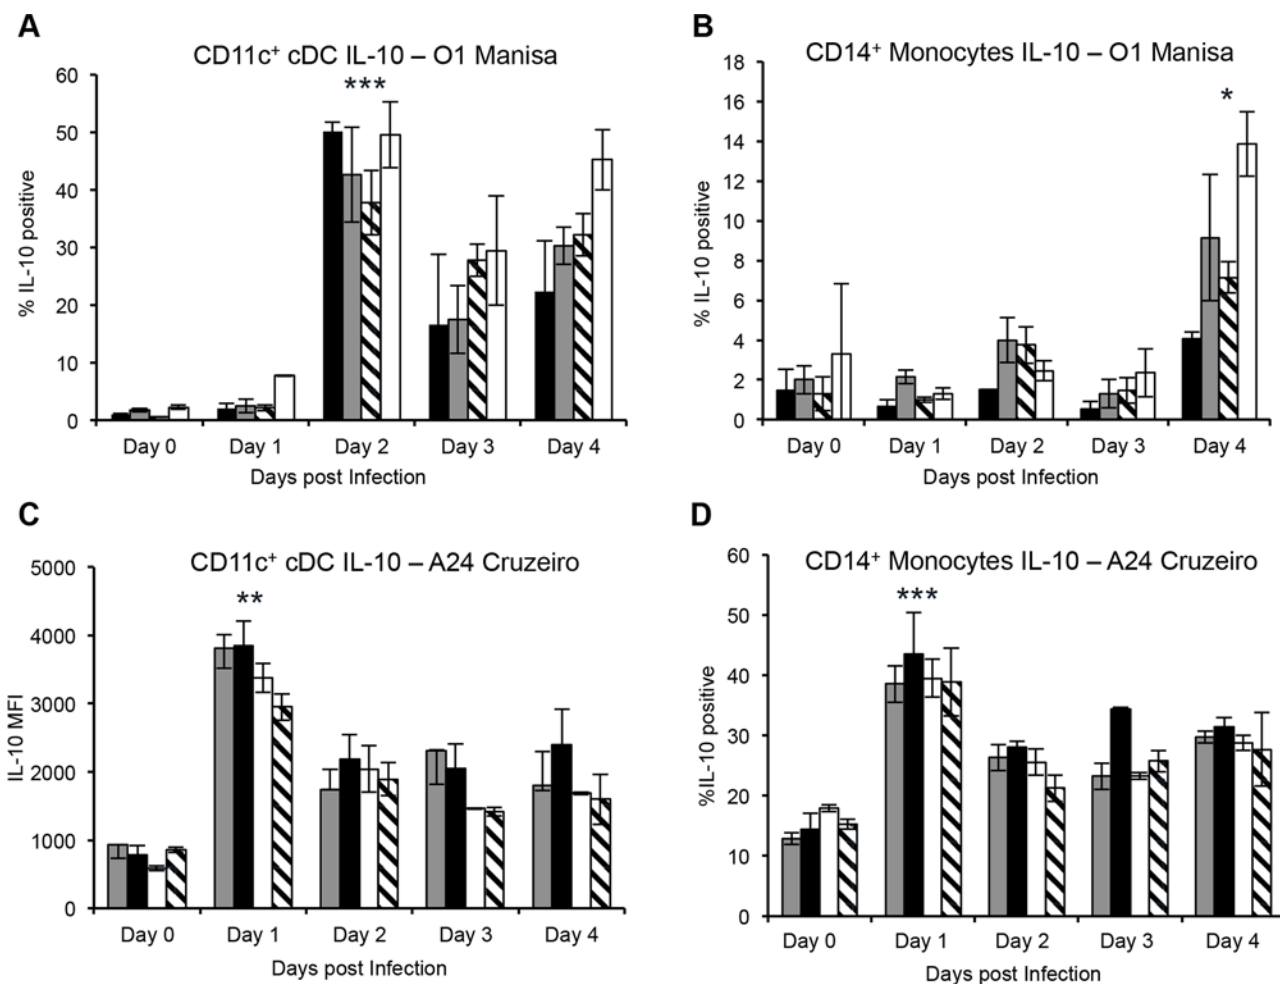 A
CD11c⁺ cDC IL-10 – O1 Manisa
% IL-10 positive
60
50
40
30
20
10
0
***
Day 0 Day 1 Day 2 Day 3 Day 4
Days post Infection
B
CD14⁺ Monocytes IL-10 – O1 Manisa
% IL-10 positive
18
16
14
12
10
8
6
4
2
0
*
Day 0 Day 1 Day 2 Day 3 Day 4
Days post Infection
C
CD11c⁺ cDC IL-10 – A24 Cruzeiro
IL-10 MFI
5000
4000
3000
2000
1000
0
**
Day 0 Day 1 Day 2 Day 3 Day 4
Days post Infection
D
CD14⁺ Monocytes IL-10 – A24 Cruzeiro
%IL-10 positive
60
50
40
30
20
10
0
***
Day 0 Day 1 Day 2 Day 3 Day 4
Days post Infection